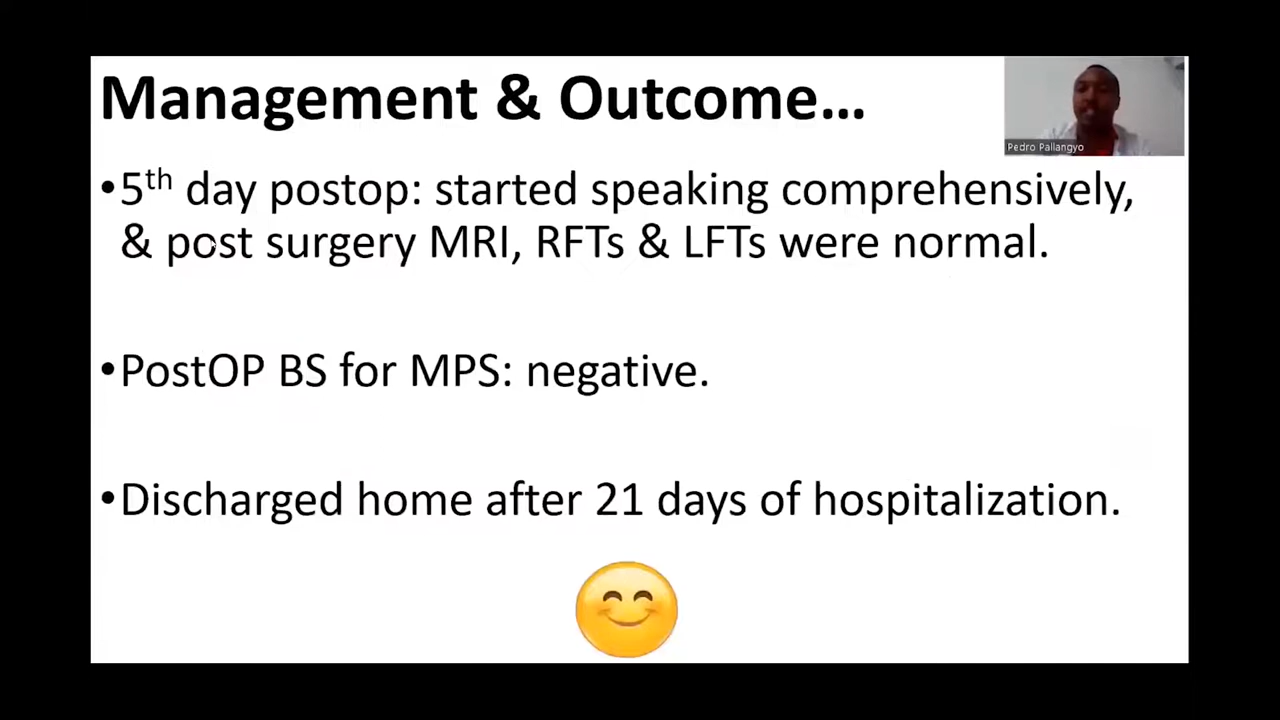 Management & Outcome...
Pedro Pallangyo
•5th day postop: started speaking comprehensively,
& post surgery MRI, RFTs & LFTs were normal.
•PostOP BS for MPS: negative.
•Discharged home after 21 days of hospitalization.